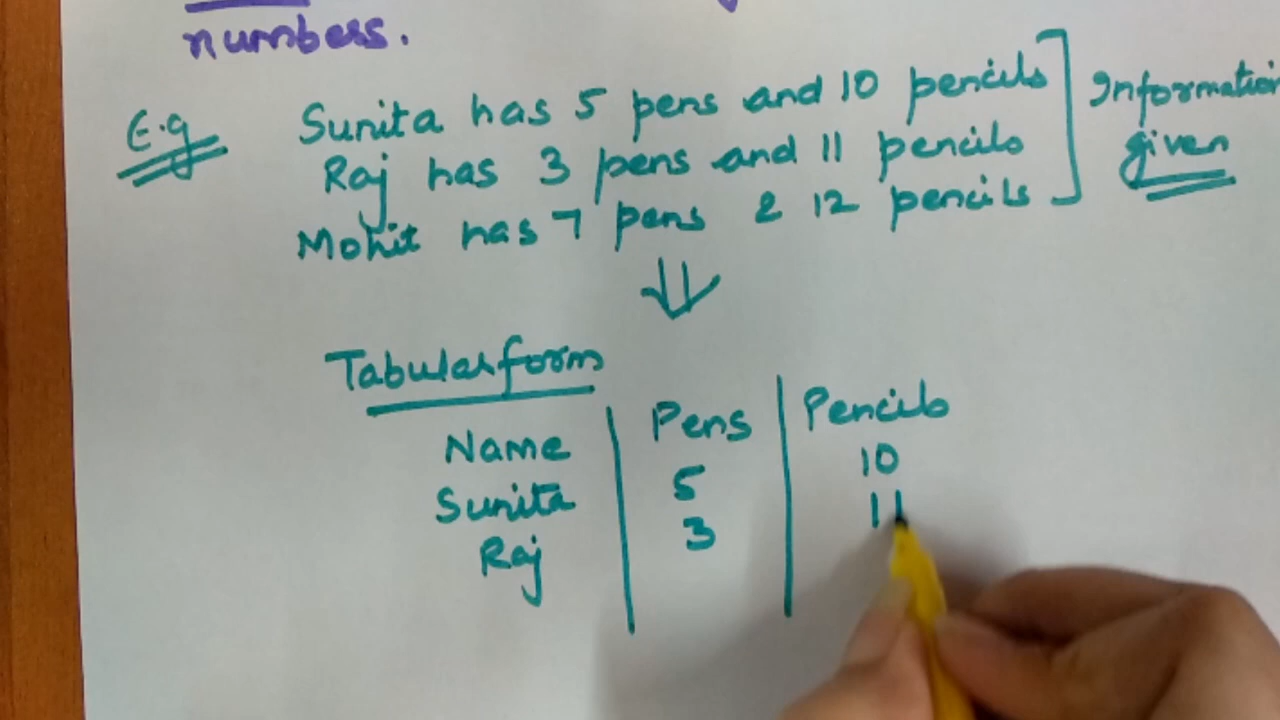 numbers.
E.g Sunita has 5 pens and 10 pencils
Raj has 3 pens and 11 pencils
Mohit has 7 pens & 12 pencils
Information
given
Tabular form
Name Pens Pencils
Sunita 5 10
Raj 3 11